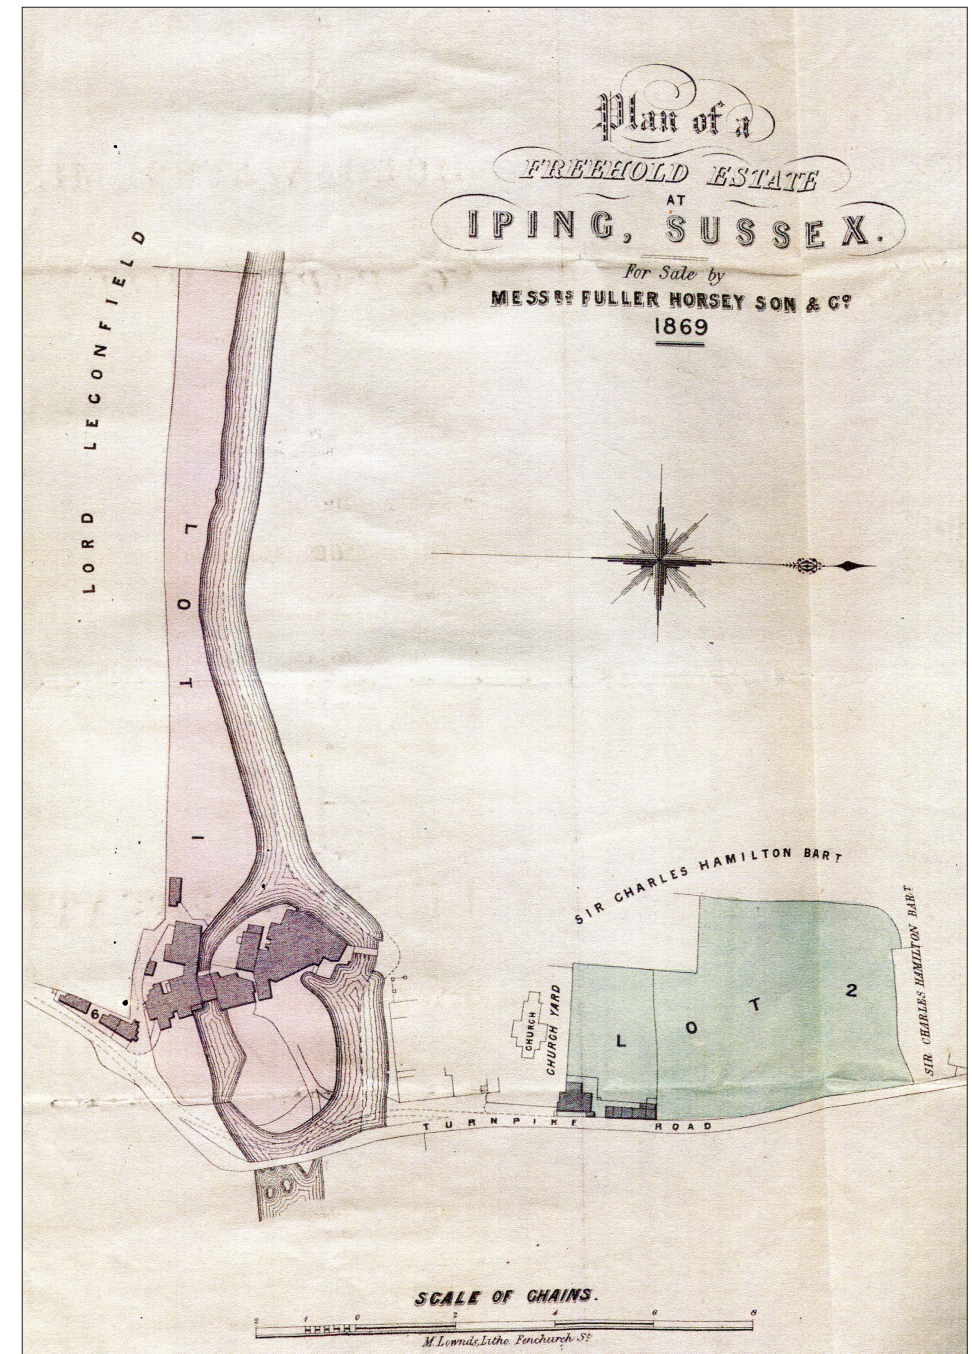 Plan of a
FREEHOLD ESTATE
AT
IPING, SUSSEX.
For Sale by
MESSRS FULLER HORSEY SON & CO
1869
LORD LECONFIELD
LOT 1
SIR CHARLES HAMILTON BART
SIR CHARLES HAMILTON BART
LOT 2
CHURCH
CHURCH YARD
6
TURNPIKE ROAD
SCALE OF CHAINS.
2 1 0 2 4 6 8
M. Lownds, Litho. Fenchurch St